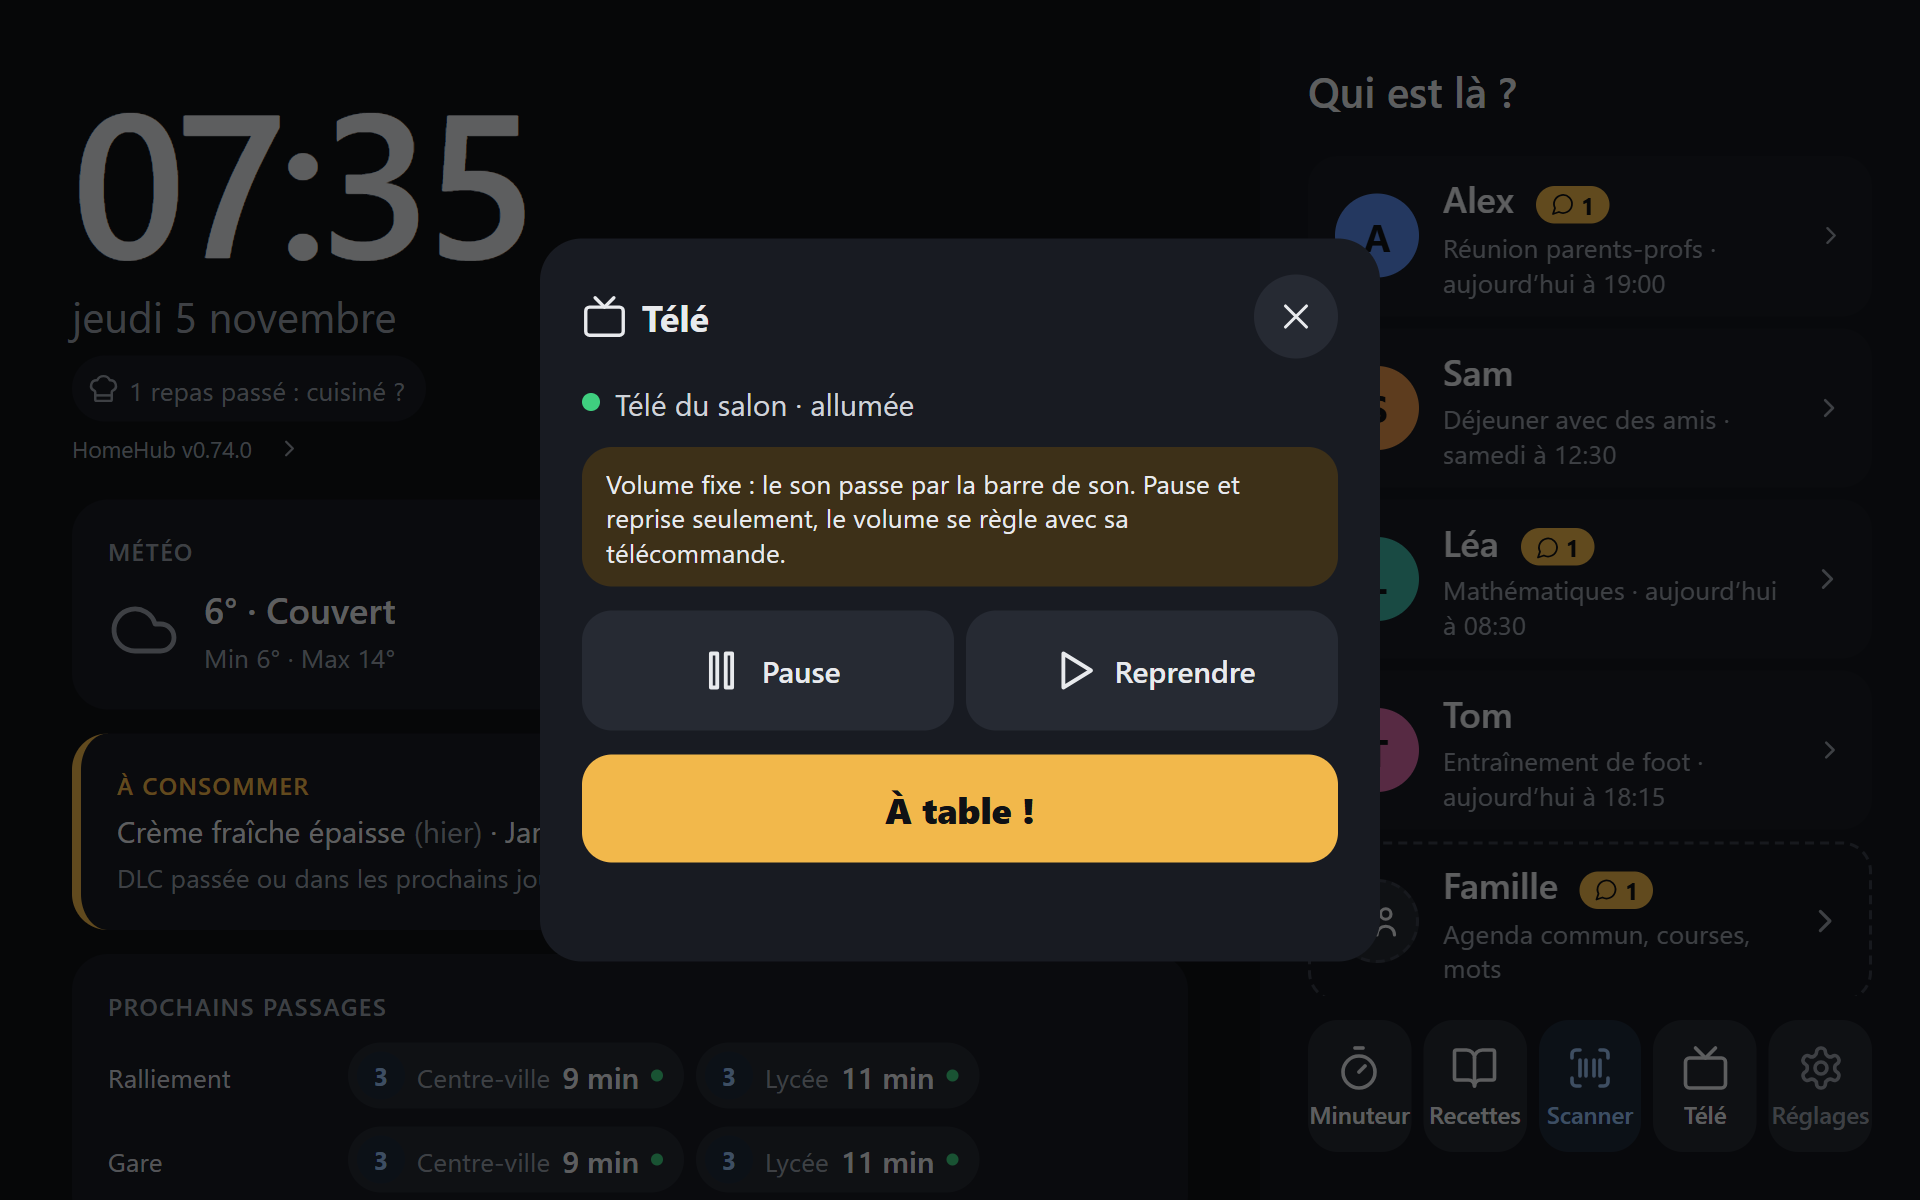 07:35
jeudi 5 novembre
1 repas passé : cuisiné ?
HomeHub v0.74.0
MÉTÉO
6° · Couvert
Min 6° · Max 14°
À CONSOMMER
Crème fraîche épaisse (hier) ·
DLC passée ou dans les prochains
PROCHAINS PASSAGES
Ralliement
3 Centre-ville 9 min
3 Lycée 11 min
Gare
3 Centre-ville 9 min
3 Lycée 11 min
Télé
Télé du salon · allumée
Volume fixe : le son passe par la barre de son. Pause et
reprise seulement, le volume se règle avec sa
télécommande.
Pause
Reprendre
À table !
Qui est là ?
A
Alex 1
Réunion parents-profs ·
aujourd’hui à 19:00
Sam
Déjeuner avec des amis ·
samedi à 12:30
Léa 1
Mathématiques · aujourd’hui
à 08:30
Tom
Entraînement de foot ·
aujourd’hui à 18:15
Famille 1
Agenda commun, courses,
mots
Minuteur
Recettes
Scanner
Télé
Réglages